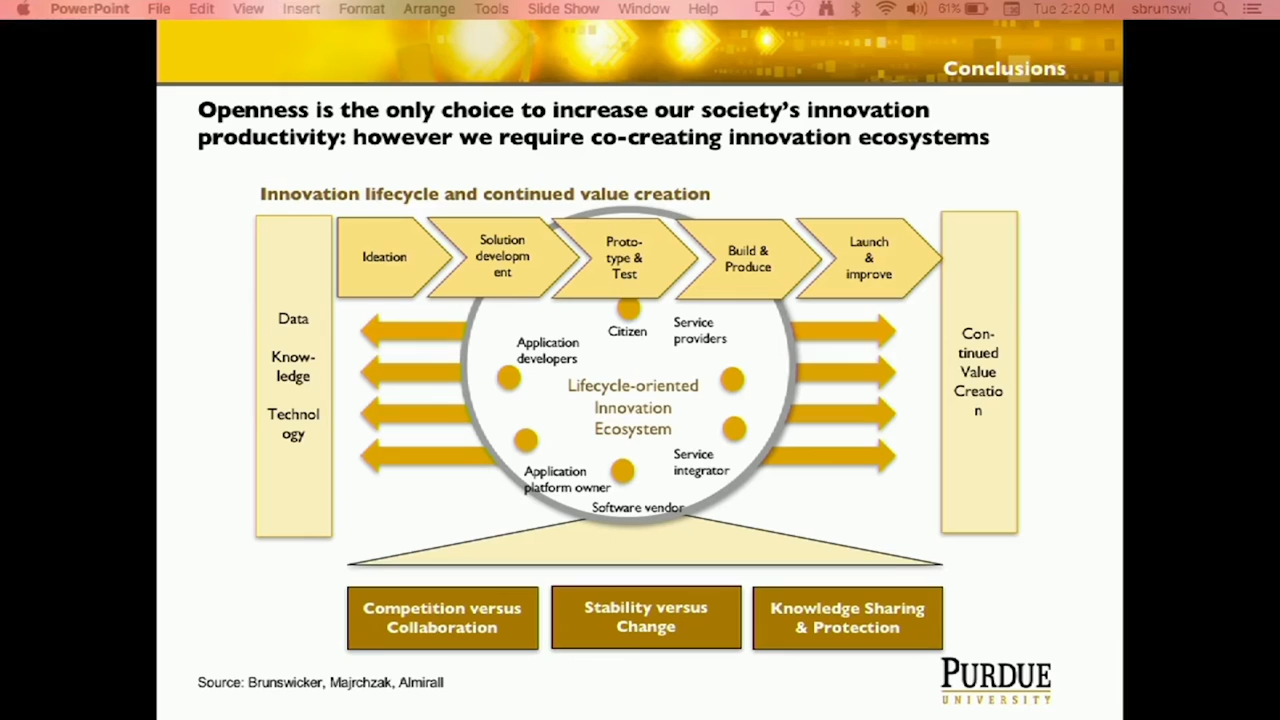 PowerPoint File Edit View Insert Format Arrange Tools Slide Show Window Help 61% Tue 2:20 PM sbrunswi
Conclusions
Openness is the only choice to increase our society's innovation
productivity: however we require co-creating innovation ecosystems
Innovation lifecycle and continued value creation
Data
Know-
ledge
Technol
ogy
Ideation
Solution
developm
ent
Proto-
type &
Test
Build &
Produce
Launch
&
improve
Con-
tinued
Value
Creatio
n
Citizen
Service
providers
Application
developers
Lifecycle-oriented
Innovation
Ecosystem
Service
integrator
Application
platform owner
Software vendor
Competition versus
Collaboration
Stability versus
Change
Knowledge Sharing
& Protection
Source: Brunswicker, Majrchzak, Almirall
PURDUE
UNIVERSITY